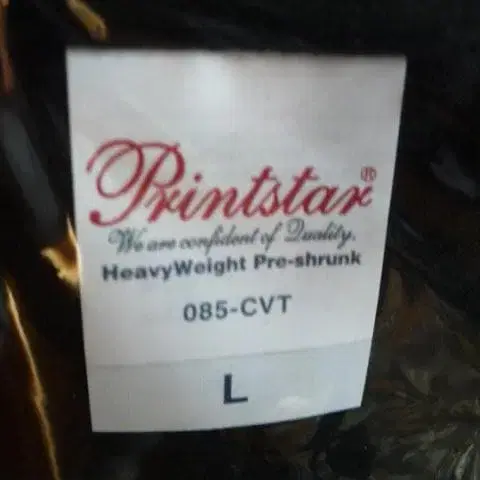 Printstar®
We are confident of Quality.
HeavyWeight Pre-shrunk
085-CVT
L